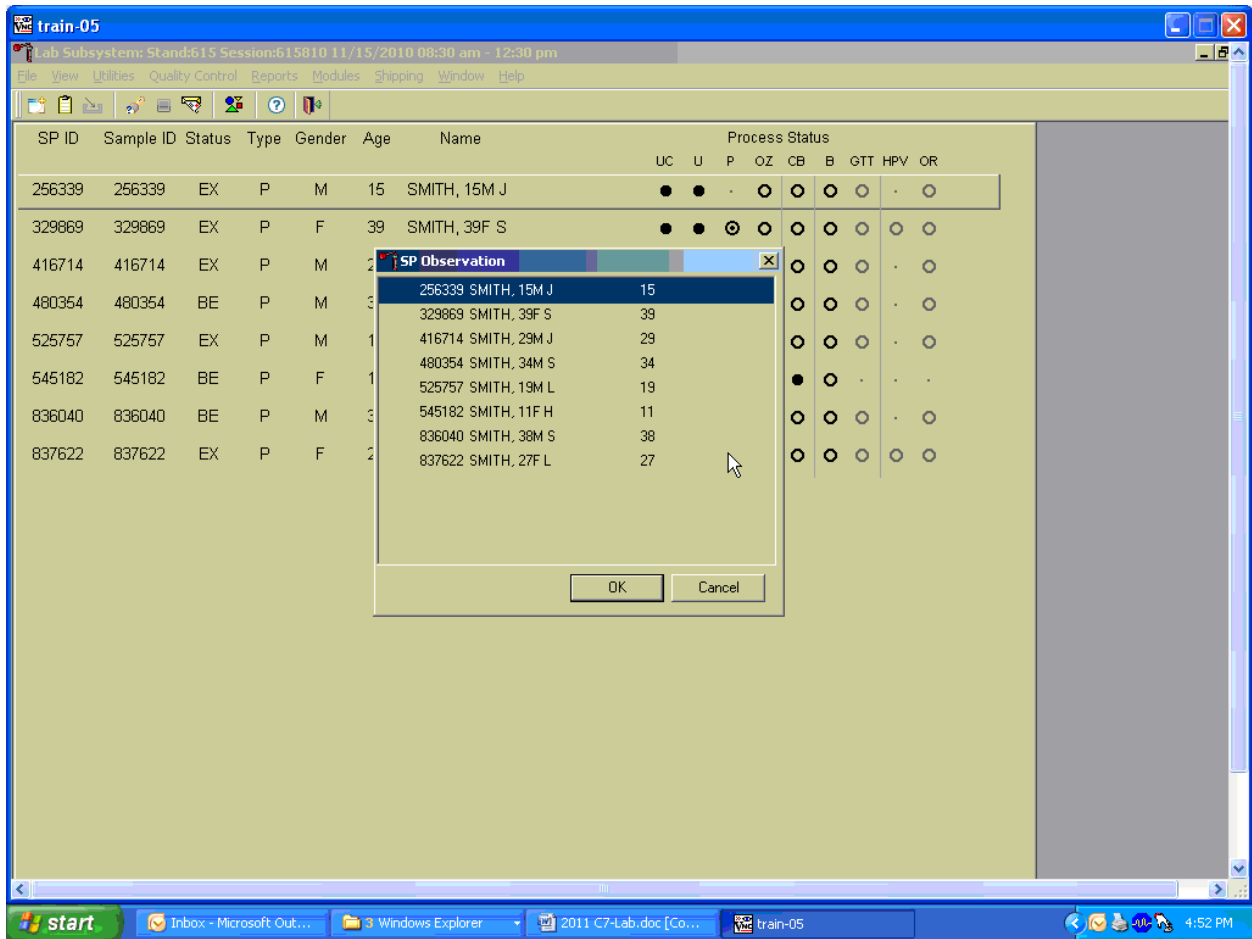 train-05
Lab Subsystem: Stand:615 Session:615810 11/15/2010 08:30 am - 12:30 pm
File View Utilities Quality Control Reports Modules Shipping Window Help
SP ID Sample ID Status Type Gender Age Name Process Status
UC U P OZ CB B GTT HPV OR
256339 256339 EX P M 15 SMITH, 15M J
329869 329869 EX P F 39 SMITH, 39F S
416714 416714 EX P M 2
480354 480354 BE P M 3
525757 525757 EX P M 1
545182 545182 BE P F 1
836040 836040 BE P M 3
837622 837622 EX P F 2
SP Observation
256339 SMITH, 15M J 15
329869 SMITH, 39F S 39
416714 SMITH, 29M J 29
480354 SMITH, 34M S 34
525757 SMITH, 19M L 19
545182 SMITH, 11F H 11
836040 SMITH, 38M S 38
837622 SMITH, 27F L 27
OK Cancel
start Inbox - Microsoft Out... 3 Windows Explorer 2011 C7-Lab.doc [Co... train-05 4:52 PM